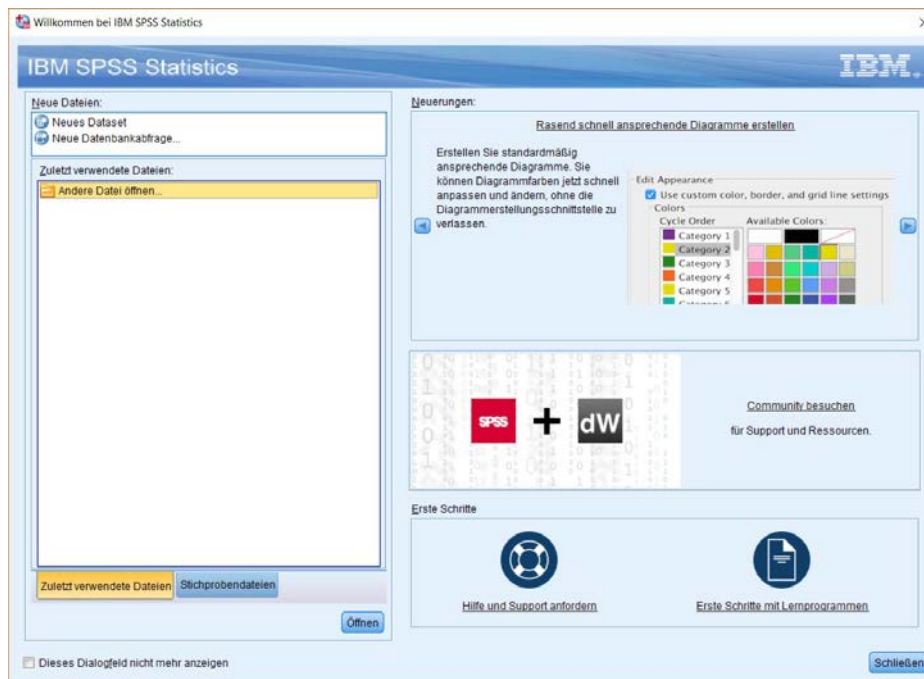 Willkommen bei IBM SPSS Statistics
IBM SPSS Statistics
IBM.
Neue Dateien:
Neues Dataset
Neue Datenbankabfrage...
Zuletzt verwendete Dateien:
Andere Datei öffnen...
Zuletzt verwendete Dateien
Stichprobendateien
Öffnen
Neuerungen:
Rasend schnell ansprechende Diagramme erstellen
Erstellen Sie standardmäßig
ansprechende Diagramme. Sie
können Diagrammfarben jetzt schnell
anpassen und ändern, ohne die
Diagrammerstellungsschnittstelle zu
verlassen.
Edit Appearance
Use custom color, border, and grid line settings
Colors
Cycle Order
Available Colors:
Category 1
Category 2
Category 3
Category 4
Category 5
SPSS + dW
Community besuchen
für Support und Ressourcen.
Erste Schritte
Hilfe und Support anfordern
Erste Schritte mit Lernprogrammen
Dieses Dialogfeld nicht mehr anzeigen
Schließen